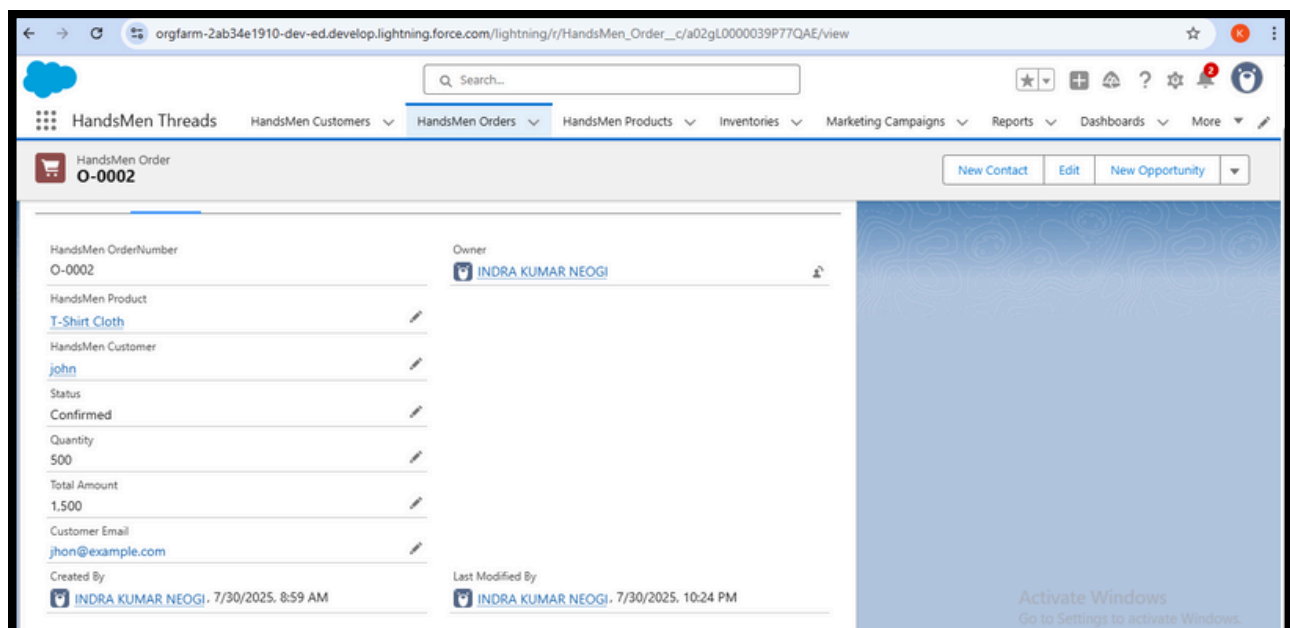 orgfarm-2ab34e1910-dev-ed.develop.lightning.force.com/lightning/r/HandsMen_Order__c/a02gL0000039P77QAE/view K
Search... 2
HandsMen Threads HandsMen Customers HandsMen Orders HandsMen Products Inventories Marketing Campaigns Reports Dashboards More
HandsMen Order
O-0002
New Contact Edit New Opportunity
HandsMen OrderNumber Owner
O-0002 INDRA KUMAR NEOGI
HandsMen Product
T-Shirt Cloth
HandsMen Customer
john
Status
Confirmed
Quantity
500
Total Amount
1,500
Customer Email
jhon@example.com
Created By Last Modified By
INDRA KUMAR NEOGI, 7/30/2025, 8:59 AM INDRA KUMAR NEOGI, 7/30/2025, 10:24 PM
Activate Windows
Go to Settings to activate Windows.